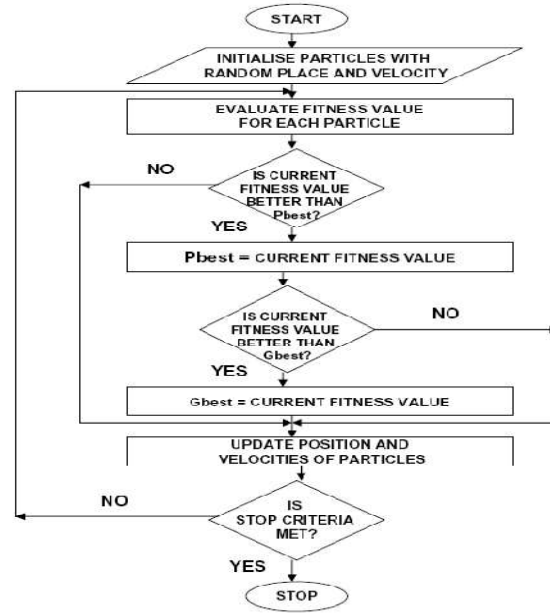 START
INITIALISE PARTICLES WITH
RANDOM PLACE AND VELOCITY
EVALUATE FITNESS VALUE
FOR EACH PARTICLE
NO
IS CURRENT
FITNESS VALUE
BETTER THAN
Pbest?
YES
Pbest = CURRENT FITNESS VALUE
IS CURRENT
FITNESS VALUE
BETTER THAN
Gbest?
NO
YES
Gbest = CURRENT FITNESS VALUE
UPDATE POSITION AND
VELOCITIES OF PARTICLES
NO
IS
STOP CRITERIA
MET?
YES
STOP